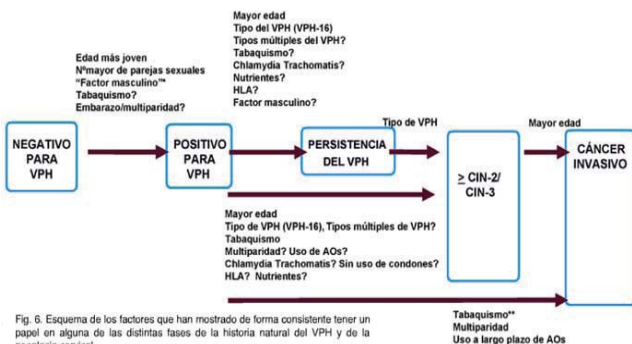 Mayor edad
Tipo del VPH (VPH-16)
Tipos múltiples del VPH?
Tabaquismo?
Chlamydia Trachomatis?
Nutrientes?
HLA?
Factor masculino?
Edad más joven
Nºmayor de parejas sexuales
"Factor masculino"*
Tabaquismo?
Embarazo/multiparidad?
Tipo de VPH
Mayor edad
NEGATIVO
PARA
VPH
POSITIVO
PARA
VPH
PERSISTENCIA
DEL VPH
≥ CIN-2/
CIN-3
CÁNCER
INVASIVO
Mayor edad
Tipo de VPH (VPH-16), Tipos múltiples de VPH?
Tabaquismo
Multiparidad? Uso de AOs?
Chlamydia Trachomatis? Sin uso de condones?
HLA? Nutrientes?
Tabaquismo**
Multiparidad
Uso a largo plazo de AOs
Fig. 6. Esquema de los factores que han mostrado de forma consistente tener un
papel en alguna de las distintas fases de la historia natural del VPH y de la